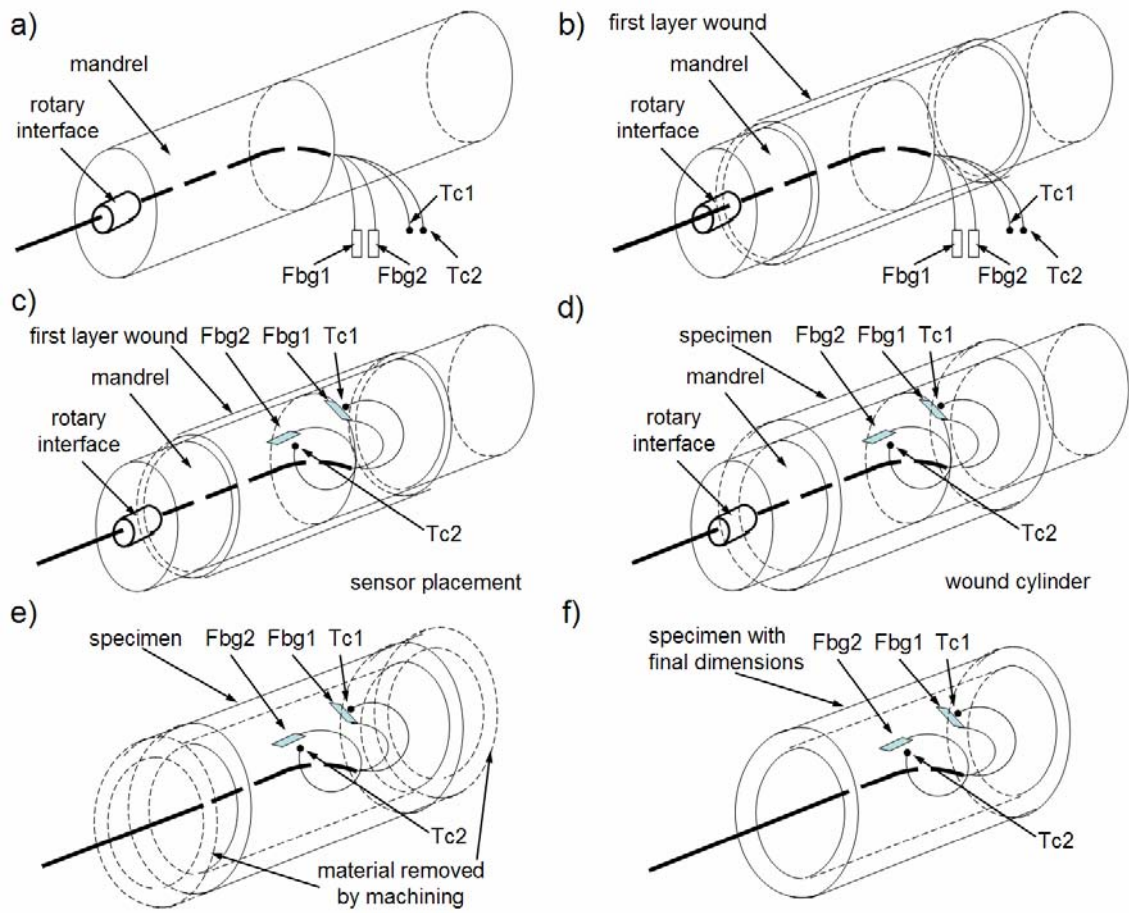 a)
mandrel
rotary
interface
Tc1
Fbg1
Fbg2
Tc2
b)
first layer wound
mandrel
rotary
interface
Tc1
Fbg1
Fbg2
Tc2
c)
first layer wound
Fbg2
Fbg1
Tc1
mandrel
rotary
interface
Tc2
sensor placement
d)
specimen
Fbg2
Fbg1
Tc1
mandrel
rotary
interface
Tc2
wound cylinder
e)
specimen
Fbg2
Fbg1
Tc1
Tc2
material removed
by machining
f)
specimen with
final dimensions
Fbg2
Fbg1
Tc1
Tc2